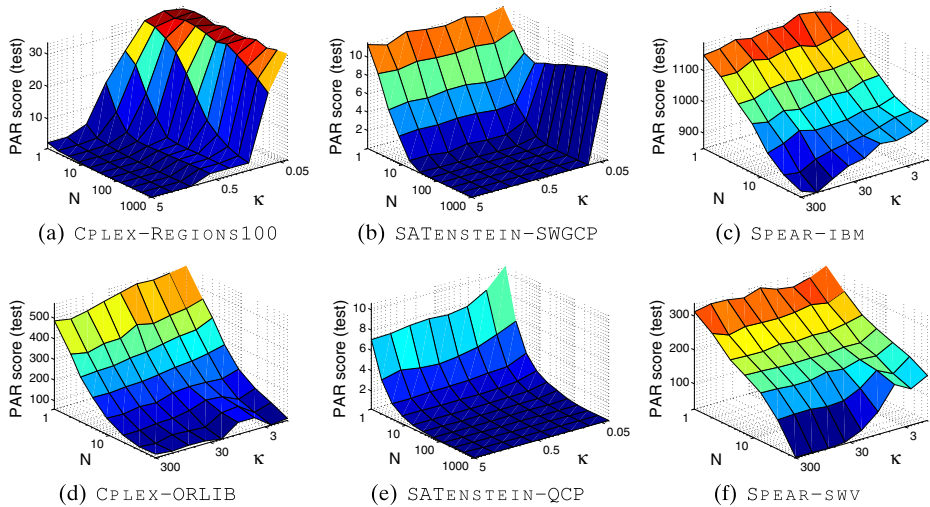 PAR score (test)
30
20
10
1
10
100
1000
N
5
0.5
0.05
κ
(a) CPLEX-REGIONS100
PAR score (test)
10
8
6
4
2
1
10
100
1000
N
5
0.5
0.05
κ
(b) SATENSTEIN-SWGCP
PAR score (test)
1100
1000
900
1
10
N
300
30
3
κ
(c) SPEAR-IBM
PAR score (test)
500
400
300
200
100
1
10
N
300
30
3
κ
(d) CPLEX-ORLIB
PAR score (test)
10
8
6
4
2
1
10
100
1000
N
5
0.5
0.05
κ
(e) SATENSTEIN-QCP
PAR score (test)
300
200
100
1
10
N
300
30
3
κ
(f) SPEAR-SWV